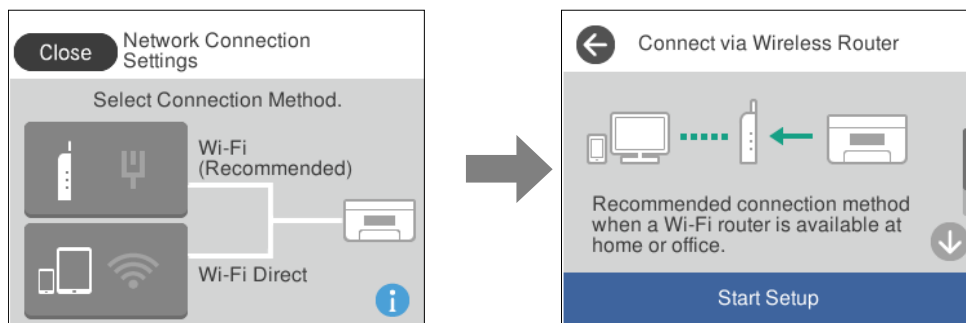 Close
Network Connection
Settings
Select Connection Method.
Wi-Fi
(Recommended)
Wi-Fi Direct
i
Connect via Wireless Router
Recommended connection method
when a Wi-Fi router is available at
home or office.
Start Setup